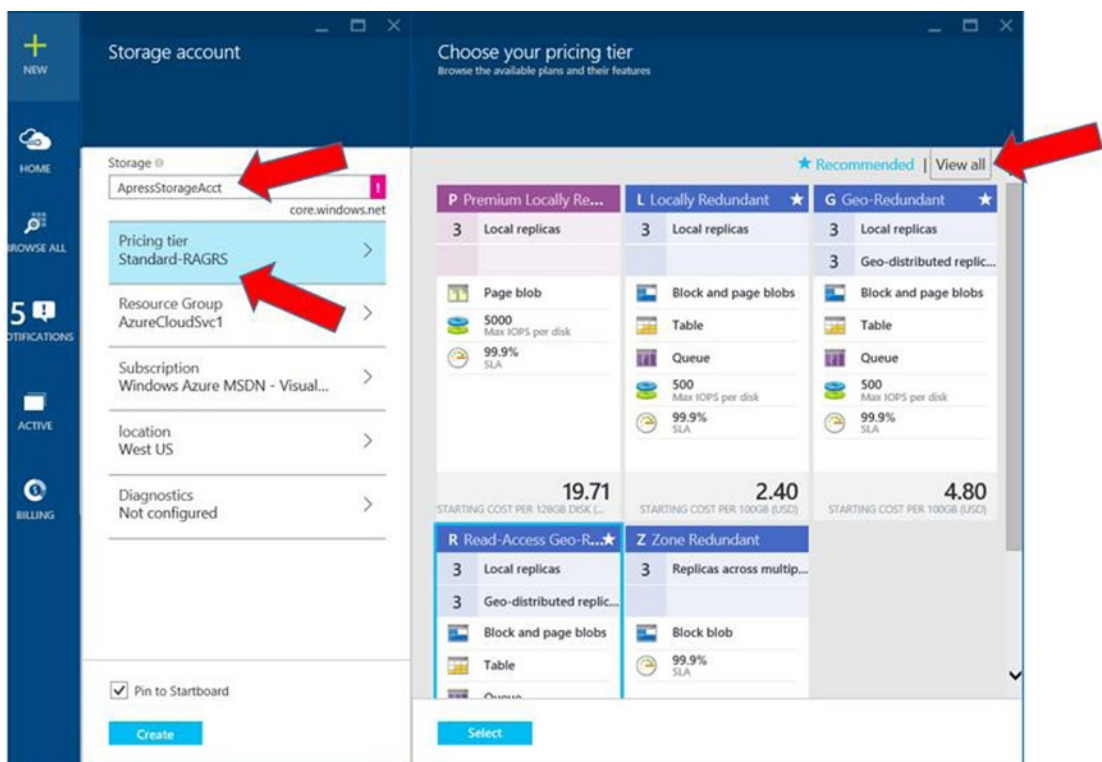 NEW
HOME
BROWSE ALL
5
NOTIFICATIONS
ACTIVE
BILLING
Storage account
Storage
ApressStorageAcct
!
core.windows.net
Pricing tier
Standard-RAGRS
Resource Group
AzureCloudSvc1
Subscription
Windows Azure MSDN - Visual...
location
West US
Diagnostics
Not configured
Pin to Startboard
Create
Choose your pricing tier
Browse the available plans and their features
Recommended | View all
P Premium Locally Re...
3 Local replicas
Page blob
5000
Max IOPS per disk
99.9%
SLA
19.71
STARTING COST PER 128GB DISK (...
L Locally Redundant
3 Local replicas
Block and page blobs
Table
Queue
500
Max IOPS per disk
99.9%
SLA
2.40
STARTING COST PER 100GB (USD)
G Geo-Redundant
3 Local replicas
3 Geo-distributed replic...
Block and page blobs
Table
Queue
500
Max IOPS per disk
99.9%
SLA
4.80
STARTING COST PER 100GB (USD)
R Read-Access Geo-R...
3 Local replicas
3 Geo-distributed replic...
Block and page blobs
Table
Queue
Z Zone Redundant
3 Replicas across multip...
Block blob
99.9%
SLA
Select